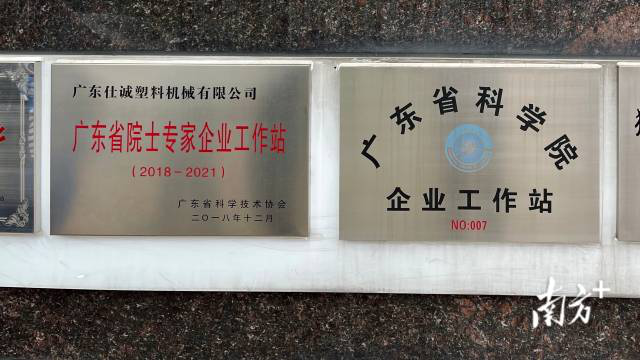 广东仕诚塑料机械有限公司
广东省院士专家企业工作站
(2018-2021)
广东省科学技术协会
二〇一八年十二月
广东省科学院
企业工作站
NO:007
南方+